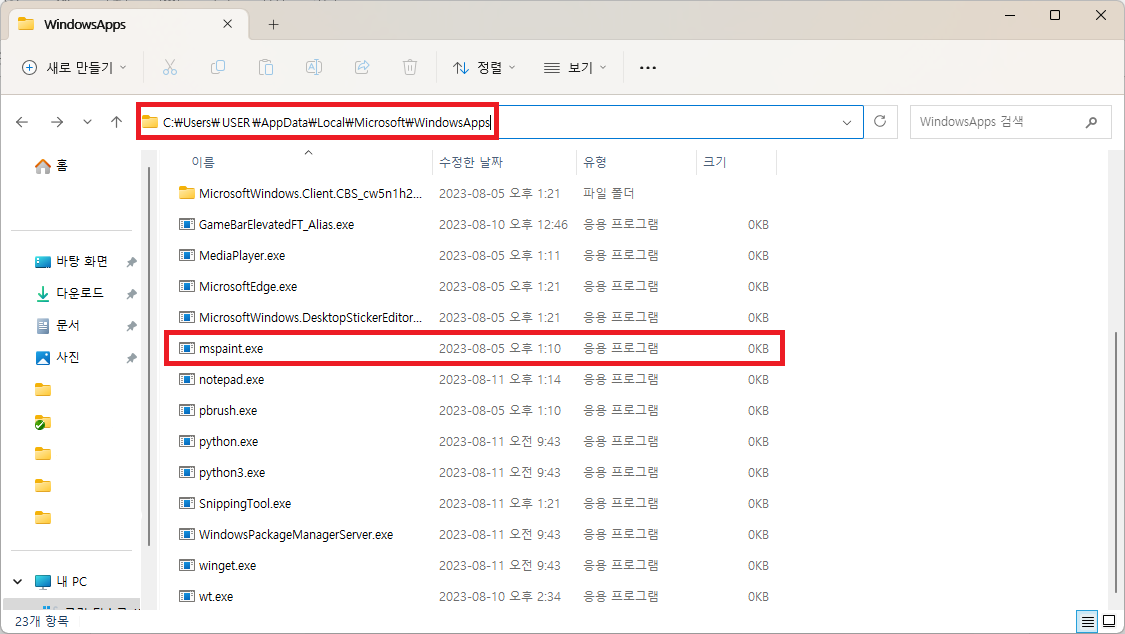 WindowsApps
새로 만들기
정렬
보기
C:₩Users₩ USER ₩AppData₩Local₩Microsoft₩WindowsApps
WindowsApps 검색
홈
바탕 화면
다운로드
문서
사진
내 PC
이름 수정한 날짜 유형 크기
MicrosoftWindows.Client.CBS_cw5n1h2... 2023-08-05 오후 1:21 파일 폴더
GameBarElevatedFT_Alias.exe 2023-08-10 오후 12:46 응용 프로그램 0KB
MediaPlayer.exe 2023-08-05 오후 1:11 응용 프로그램 0KB
MicrosoftEdge.exe 2023-08-05 오후 1:21 응용 프로그램 0KB
MicrosoftWindows.DesktopStickerEditor... 2023-08-05 오후 1:21 응용 프로그램 0KB
mspaint.exe 2023-08-05 오후 1:10 응용 프로그램 0KB
notepad.exe 2023-08-11 오후 1:14 응용 프로그램 0KB
pbrush.exe 2023-08-05 오후 1:10 응용 프로그램 0KB
python.exe 2023-08-11 오전 9:43 응용 프로그램 0KB
python3.exe 2023-08-11 오전 9:43 응용 프로그램 0KB
SnippingTool.exe 2023-08-11 오후 1:21 응용 프로그램 0KB
WindowsPackageManagerServer.exe 2023-08-11 오전 9:43 응용 프로그램 0KB
winget.exe 2023-08-11 오전 9:43 응용 프로그램 0KB
wt.exe 2023-08-10 오후 2:34 응용 프로그램 0KB
23개 항목